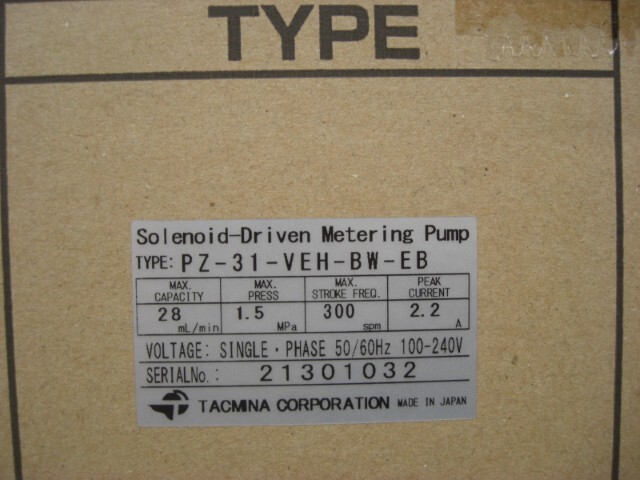 TYPE
Solenoid-Driven Metering Pump
TYPE: PZ-31-VEH-BW-EB
MAX. CAPACITY MAX. PRESS MAX. STROKE FREQ. PEAK CURRENT
28 mL/min 1.5 MPa 300 spm 2.2 A
VOLTAGE: SINGLE・PHASE 50/60Hz 100-240V
SERIALNo.: 21301032
TACMINA CORPORATION MADE IN JAPAN